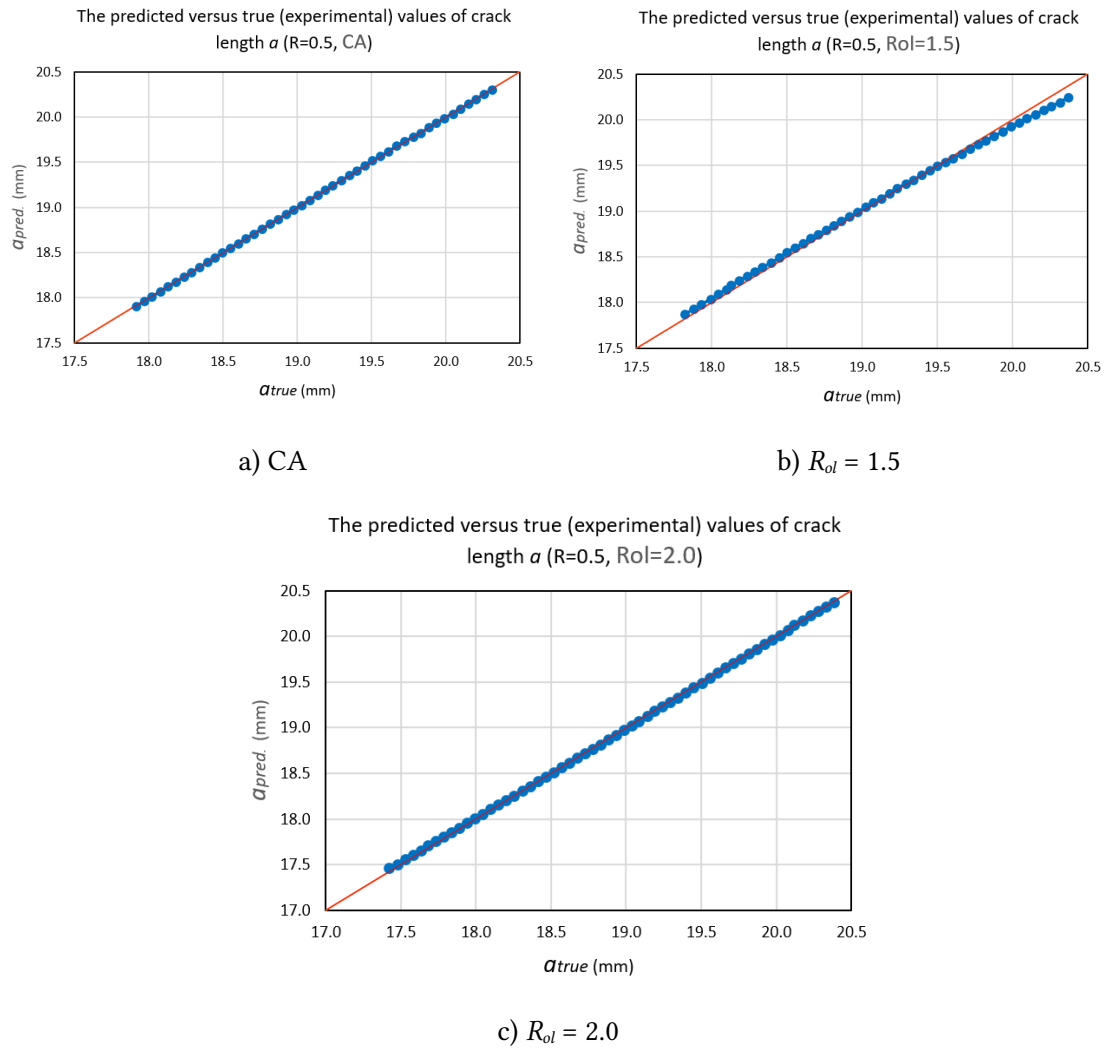 The predicted versus true (experimental) values of crack
length a (R=0.5, CA)
20.5
20.0
19.5
19.0
18.5
18.0
17.5
apred. (mm)
17.5 18.0 18.5 19.0 19.5 20.0 20.5
atrue (mm)
a) CA
The predicted versus true (experimental) values of crack
length a (R=0.5, Rol=1.5)
20.5
20.0
19.5
19.0
18.5
18.0
17.5
apred. (mm)
17.5 18.0 18.5 19.0 19.5 20.0 20.5
atrue (mm)
b) Rol = 1.5
The predicted versus true (experimental) values of crack
length a (R=0.5, Rol=2.0)
20.5
20.0
19.5
19.0
18.5
18.0
17.5
17.0
apred. (mm)
17.0 17.5 18.0 18.5 19.0 19.5 20.0 20.5
atrue (mm)
c) Rol = 2.0